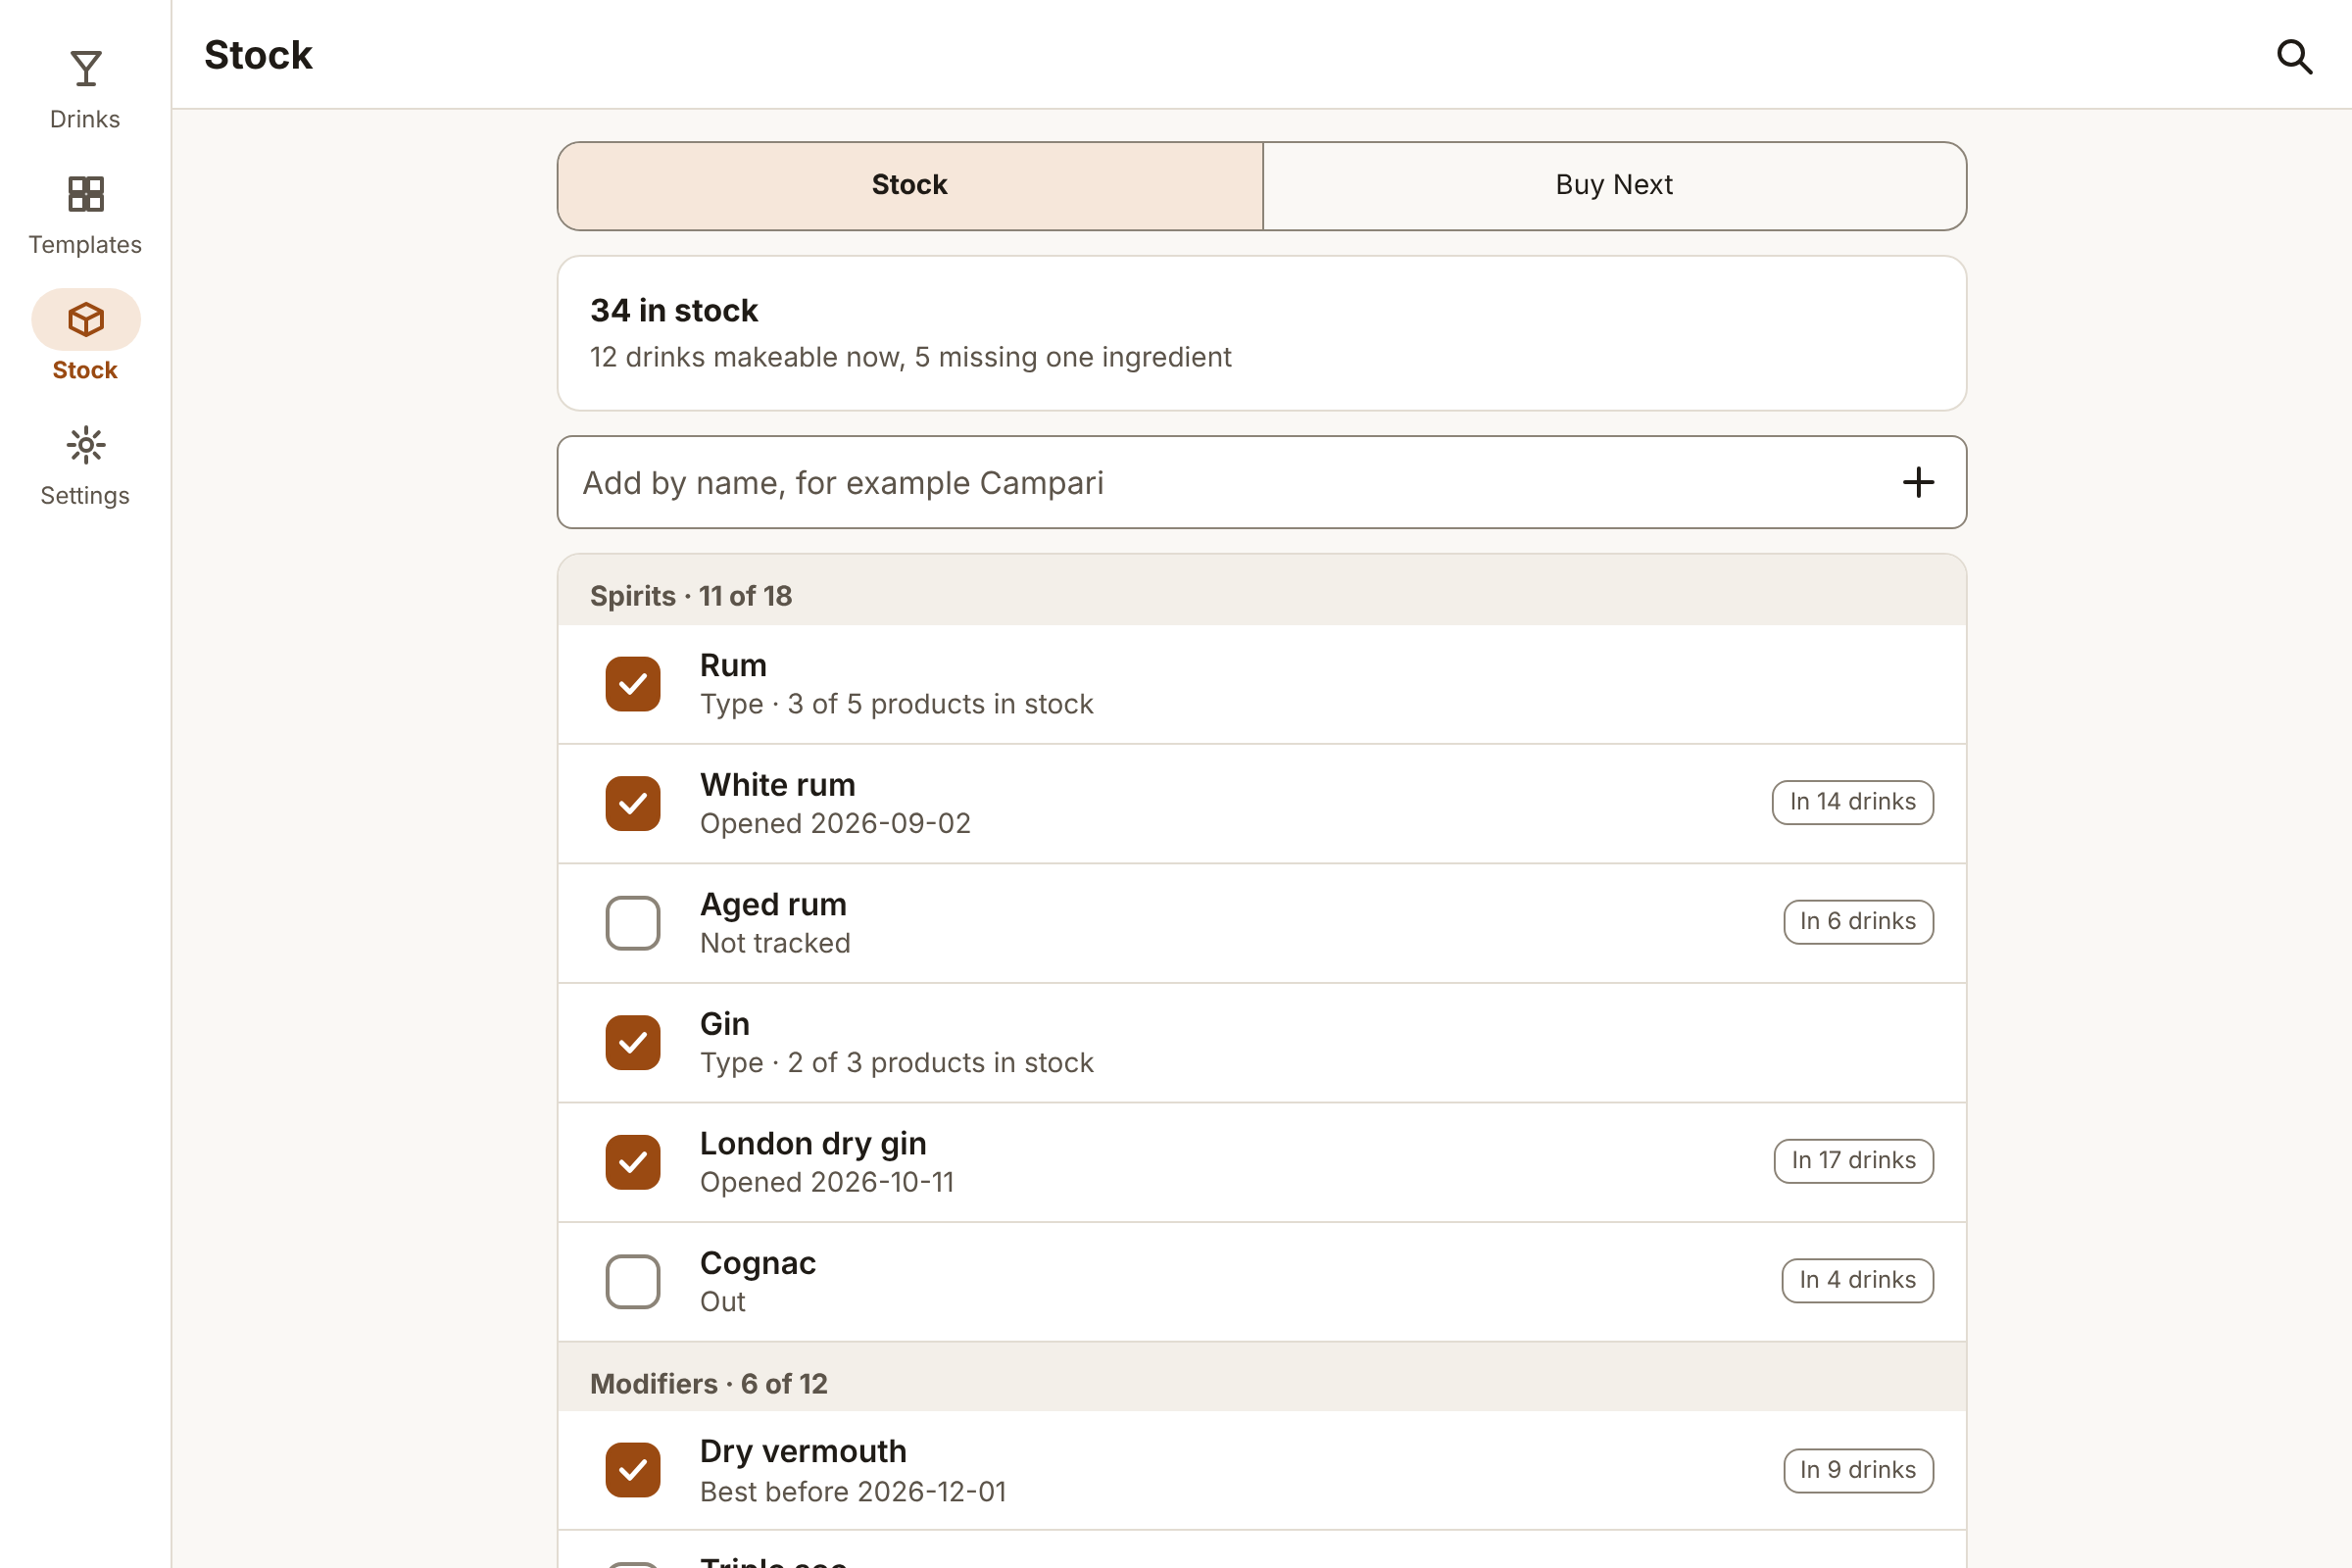 Stock
Drinks
Templates
Stock
Settings
Stock
Buy Next
34 in stock
12 drinks makeable now, 5 missing one ingredient
Add by name, for example Campari
Spirits · 11 of 18
Rum
Type · 3 of 5 products in stock
White rum
Opened 2026-09-02
In 14 drinks
Aged rum
Not tracked
In 6 drinks
Gin
Type · 2 of 3 products in stock
London dry gin
Opened 2026-10-11
In 17 drinks
Cognac
Out
In 4 drinks
Modifiers · 6 of 12
Dry vermouth
Best before 2026-12-01
In 9 drinks